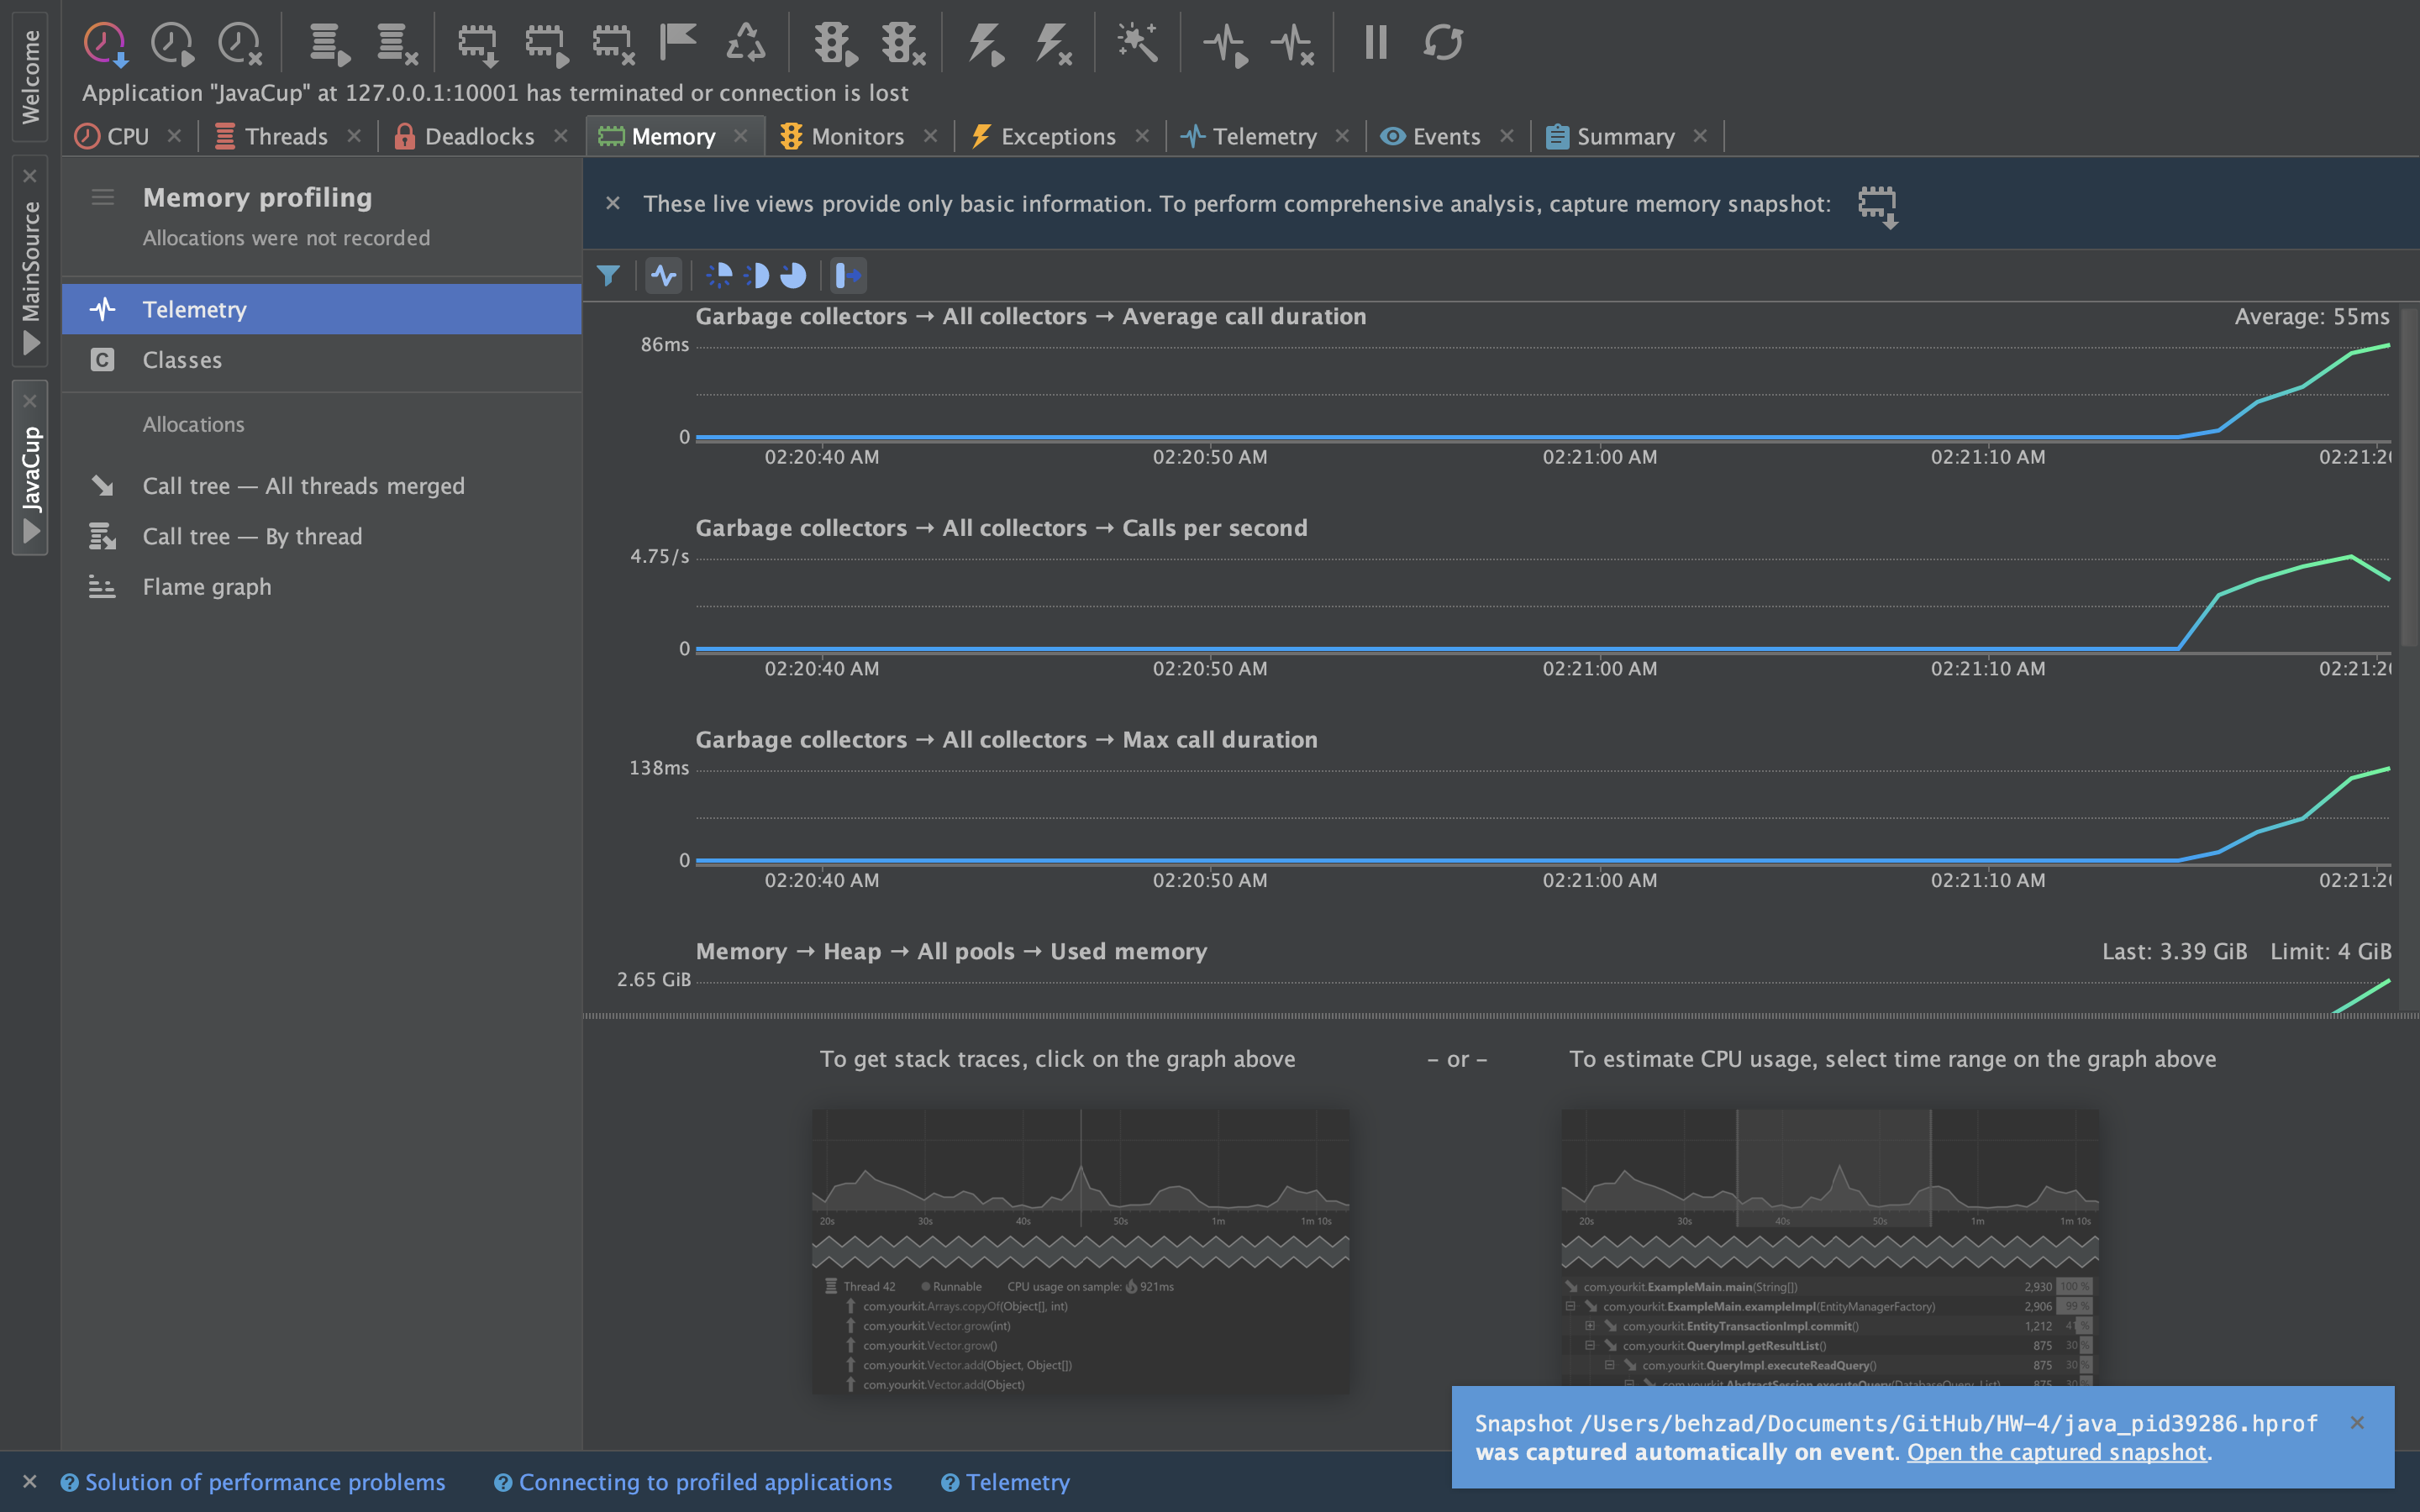 Welcome
MainSource
JavaCup
Application "JavaCup" at 127.0.0.1:10001 has terminated or connection is lost
CPU Threads Deadlocks Memory Monitors Exceptions Telemetry Events Summary
Memory profiling
Allocations were not recorded
Telemetry
C Classes
Allocations
Call tree — All threads merged
Call tree — By thread
Flame graph
These live views provide only basic information. To perform comprehensive analysis, capture memory snapshot:
Garbage collectors → All collectors → Average call duration Average: 55ms
86ms
0
02:20:40 AM 02:20:50 AM 02:21:00 AM 02:21:10 AM 02:21:20
Garbage collectors → All collectors → Calls per second
4.75/s
0
02:20:40 AM 02:20:50 AM 02:21:00 AM 02:21:10 AM 02:21:20
Garbage collectors → All collectors → Max call duration
138ms
0
02:20:40 AM 02:20:50 AM 02:21:00 AM 02:21:10 AM 02:21:20
Memory → Heap → All pools → Used memory Last: 3.39 GiB Limit: 4 GiB
2.65 GiB
To get stack traces, click on the graph above – or – To estimate CPU usage, select time range on the graph above
20s 30s 40s 50s 1m 1m 10s
Thread 42 Runnable CPU usage on sample: 921ms
com.yourkit.Arrays.copyOf(Object[], int)
com.yourkit.Vector.grow(int)
com.yourkit.Vector.grow()
com.yourkit.Vector.add(Object, Object[])
com.yourkit.Vector.add(Object)
20s 30s 40s 50s 1m 1m 10s
com.yourkit.ExampleMain.main(String[]) 2,930 100 %
com.yourkit.ExampleMain.exampleImpl(EntityManagerFactory) 2,906 99 %
com.yourkit.EntityTransactionImpl.commit() 1,212 41 %
com.yourkit.QueryImpl.getResultList() 875 30 %
com.yourkit.QueryImpl.executeReadQuery() 875 30 %
com.yourkit.AbstractSession.executeQuery(DatabaseQuery, List) 875 30 %
Snapshot /Users/behzad/Documents/GitHub/HW-4/java_pid39286.hprof
was captured automatically on event. Open the captured snapshot.
Solution of performance problems Connecting to profiled applications Telemetry